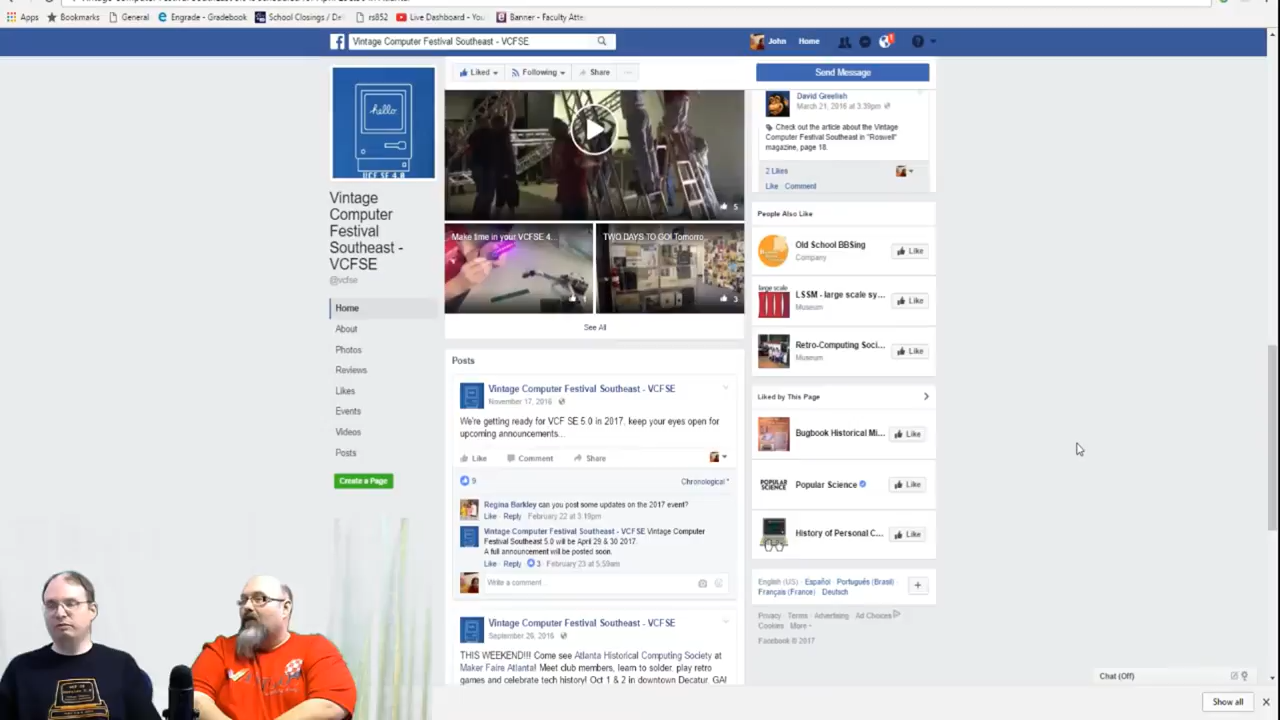 Apps Bookmarks General Engrade - Gradebook School Closings / Del rs852 Live Dashboard - You Banner - Faculty Atte
Vintage Computer Festival Southeast - VCFSE
John Home
Liked Following Share ...
Send Message
hello
VCF SE 4.0
Vintage
Computer
Festival
Southeast -
VCFSE
@vcfse
Home
About
Photos
Reviews
Likes
Events
Videos
Posts
Create a Page
5
Make time in your VCFSE 4...
1
TWO DAYS TO GO! Tomorro...
3
See All
Posts
Vintage Computer Festival Southeast - VCFSE
November 17, 2016
We're getting ready for VCF SE 5.0 in 2017, keep your eyes open for
upcoming announcements...
Like Comment Share
9
Chronological
Regina Barkley can you post some updates on the 2017 event?
Like · Reply · February 22 at 3:19pm
Vintage Computer Festival Southeast - VCFSE Vintage Computer
Festival Southeast 5.0 will be April 29 & 30 2017.
A full announcement will be posted soon.
Like · Reply · 3 · February 23 at 5:59am
Write a comment...
Vintage Computer Festival Southeast - VCFSE
September 26, 2016
THIS WEEKEND!!! Come see Atlanta Historical Computing Society at
Maker Faire Atlanta! Meet club members, learn to solder, play retro
games and celebrate tech history! Oct 1 & 2 in downtown Decatur, GA!
David Greelish
March 21, 2016 at 3:39pm
Check out the article about the Vintage
Computer Festival Southeast in "Roswell"
magazine, page 18.
2 Likes
Like Comment
People Also Like
Old School BBSing
Company
Like
large scale
LSSM - large scale sy...
Museum
Like
Retro-Computing Soci...
Museum
Like
Liked by This Page
Bugbook Historical Mi...
Like
POPULAR
SCIENCE
Popular Science
Like
History of Personal C...
Like
English (US) · Español · Português (Brasil) ·
Français (France) · Deutsch
Privacy · Terms · Advertising · Ad Choices
Cookies · More
Facebook © 2017
Chat (Off)
Show all